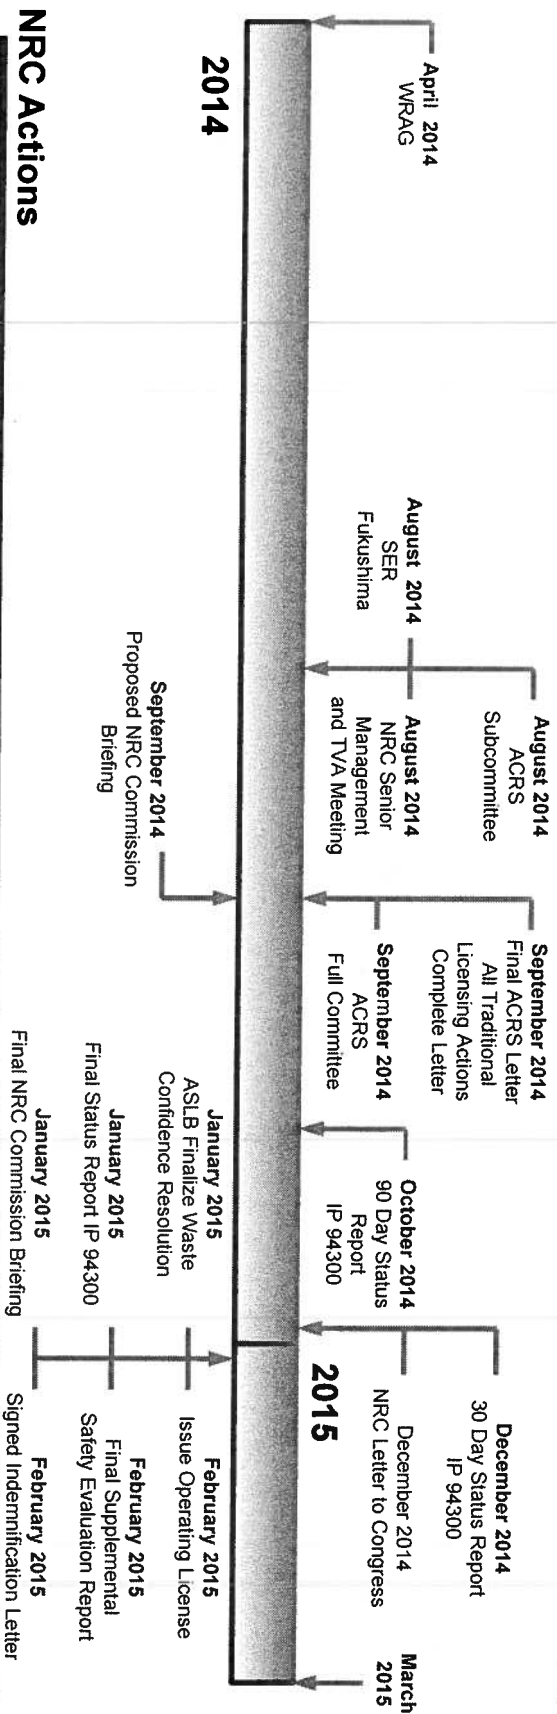 NRC Actions
2014
2015
April 2014
WRAG
August 2014
SER
Fukushima
August 2014
ACRS
Subcommittee
August 2014
NRC Senior
Management
and TVA Meeting
September 2014
Proposed NRC Commission
Briefing
September 2014
Final ACRS Letter
All Traditional
Licensing Actions
Complete Letter
September 2014
ACRS
Full Committee
October 2014
90 Day Status
Report
IP 94300
December 2014
30 Day Status Report
IP 94300
December 2014
NRC Letter to Congress
January 2015
ASLB Finalize Waste
Confidence Resolution
January 2015
Final Status Report IP 94300
January 2015
Final NRC Commission Briefing
February 2015
Issue Operating License
February 2015
Final Supplemental
Safety Evaluation Report
February 2015
Signed Indemnification Letter
March
2015